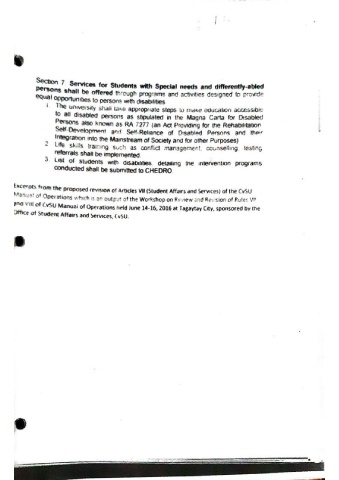 Section 7. Services for Students with Special needs and differently-abled
persons shall be offered through programs and activities designed to provide
equal opportunities to persons with disabilities
1. The university shall take appropriate steps to make education accessible
to all disabled persons as stipulated in the Magna Carta for Disabled
Persons also known as RA 7277 (an Act Providing for the Rehabilitation
Self-Development and Self-Reliance of Disabled Persons and their
Integration into the Mainstream of Society and for other Purposes)
2. Life skills training such as conflict management, counselling, testing
referrals shall be implemented.
3. List of students with disabilities detailing the intervention programs
conducted shall be submitted to CHEDRO
Excerpts from the proposed revision of Articles VII (Student Affairs and Services) of the CvSU
Manual of Operations which is an output of the Workshop on Review and Revision of Rules VII
and VIII of CvSU Manual of Operations held June 14-16, 2016 at Tagaytay City, sponsored by the
Office of Student Affairs and Services, CvSU.